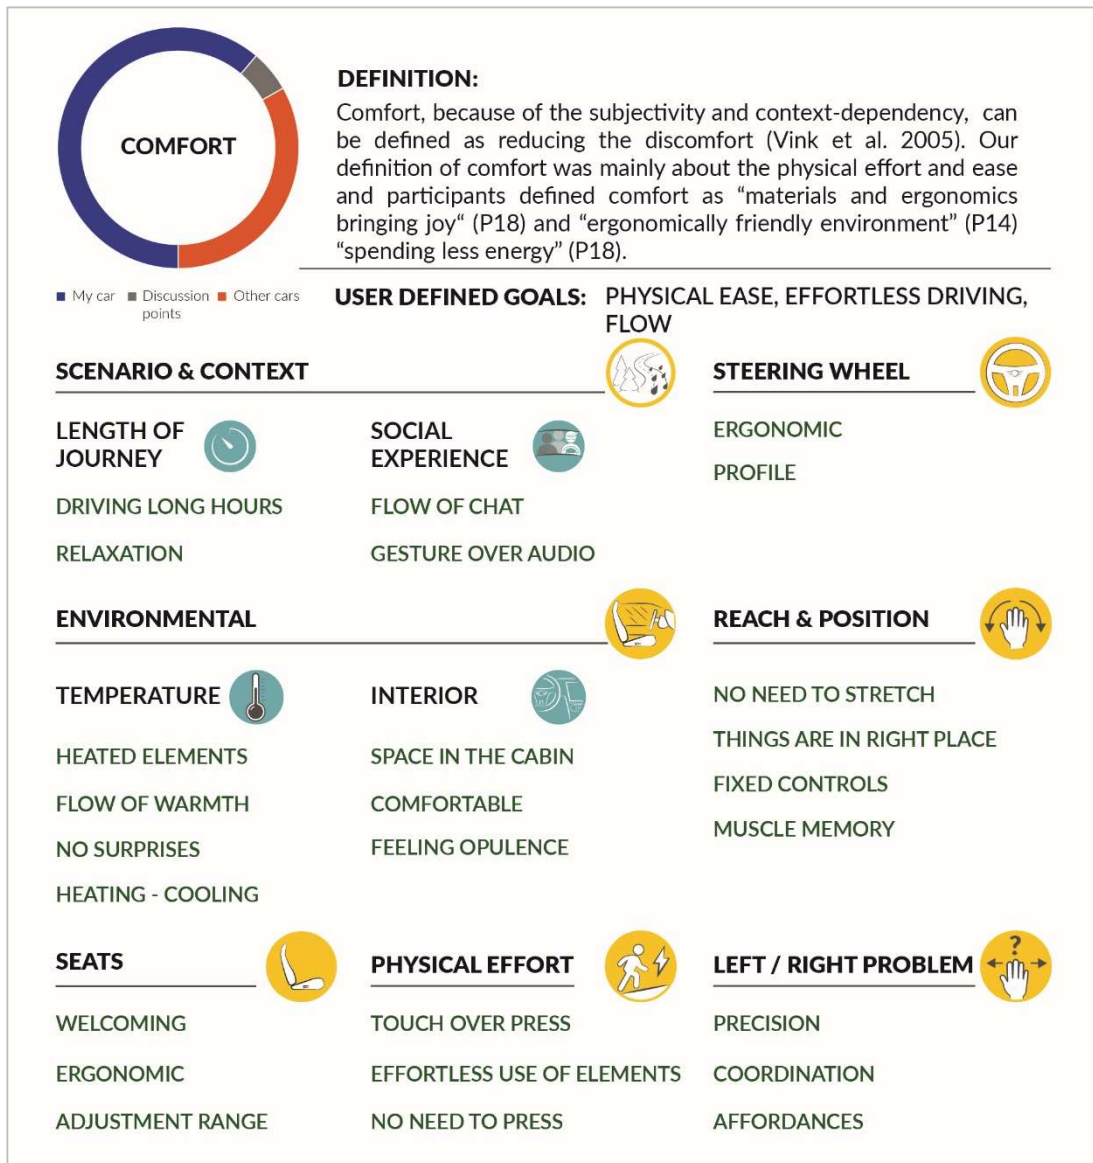 COMFORT
DEFINITION:
Comfort, because of the subjectivity and context-dependency, can
be defined as reducing the discomfort (Vink et al. 2005). Our
definition of comfort was mainly about the physical effort and ease
and participants defined comfort as “materials and ergonomics
bringing joy“ (P18) and “ergonomically friendly environment” (P14)
“spending less energy” (P18).
My car
Discussion points
Other cars
USER DEFINED GOALS: PHYSICAL EASE, EFFORTLESS DRIVING,
FLOW
SCENARIO & CONTEXT
LENGTH OF
JOURNEY
DRIVING LONG HOURS
RELAXATION
SOCIAL
EXPERIENCE
FLOW OF CHAT
GESTURE OVER AUDIO
STEERING WHEEL
ERGONOMIC
PROFILE
ENVIRONMENTAL
TEMPERATURE
HEATED ELEMENTS
FLOW OF WARMTH
NO SURPRISES
HEATING - COOLING
INTERIOR
SPACE IN THE CABIN
COMFORTABLE
FEELING OPULENCE
REACH & POSITION
NO NEED TO STRETCH
THINGS ARE IN RIGHT PLACE
FIXED CONTROLS
MUSCLE MEMORY
SEATS
WELCOMING
ERGONOMIC
ADJUSTMENT RANGE
PHYSICAL EFFORT
TOUCH OVER PRESS
EFFORTLESS USE OF ELEMENTS
NO NEED TO PRESS
LEFT / RIGHT PROBLEM
?
PRECISION
COORDINATION
AFFORDANCES